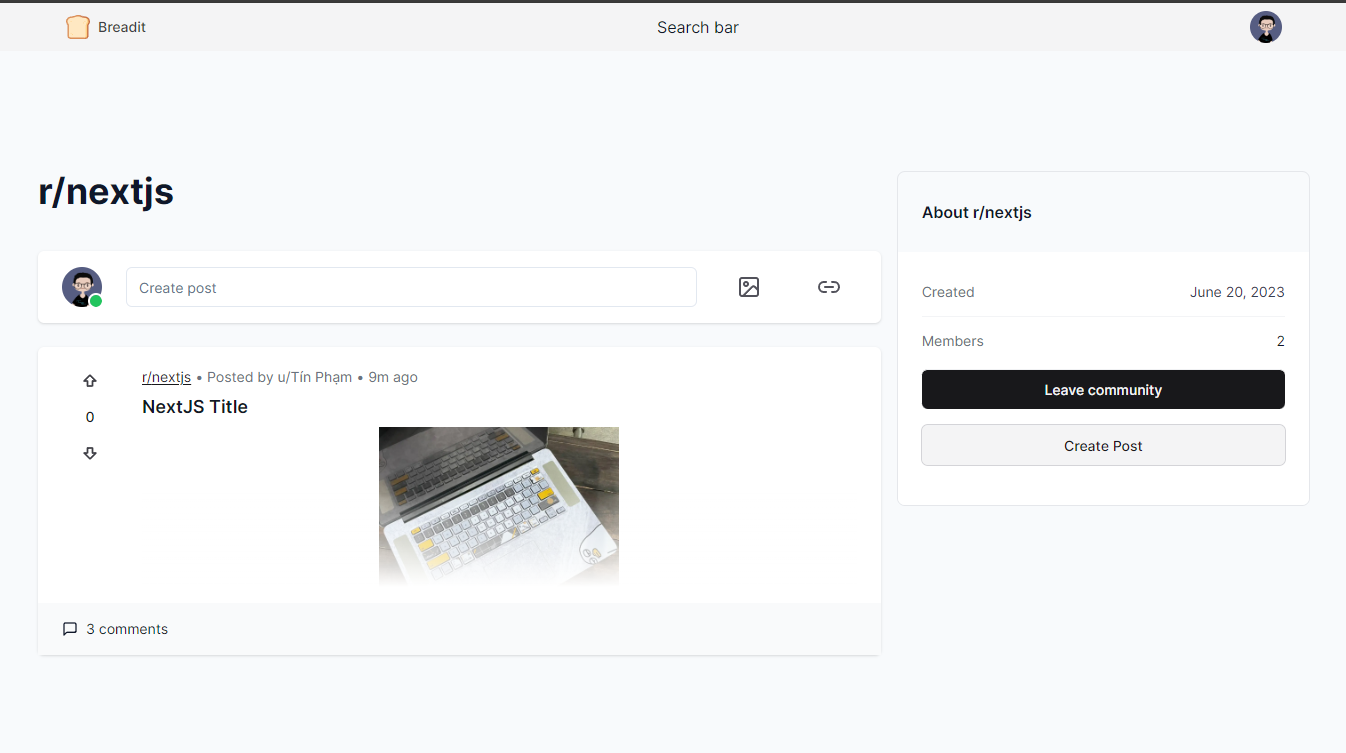 Breadit
Search bar
r/nextjs
Create post
r/nextjs • Posted by u/Tín Phạm • 9m ago
0
NextJS Title
3 comments
About r/nextjs
Created June 20, 2023
Members 2
Leave community
Create Post